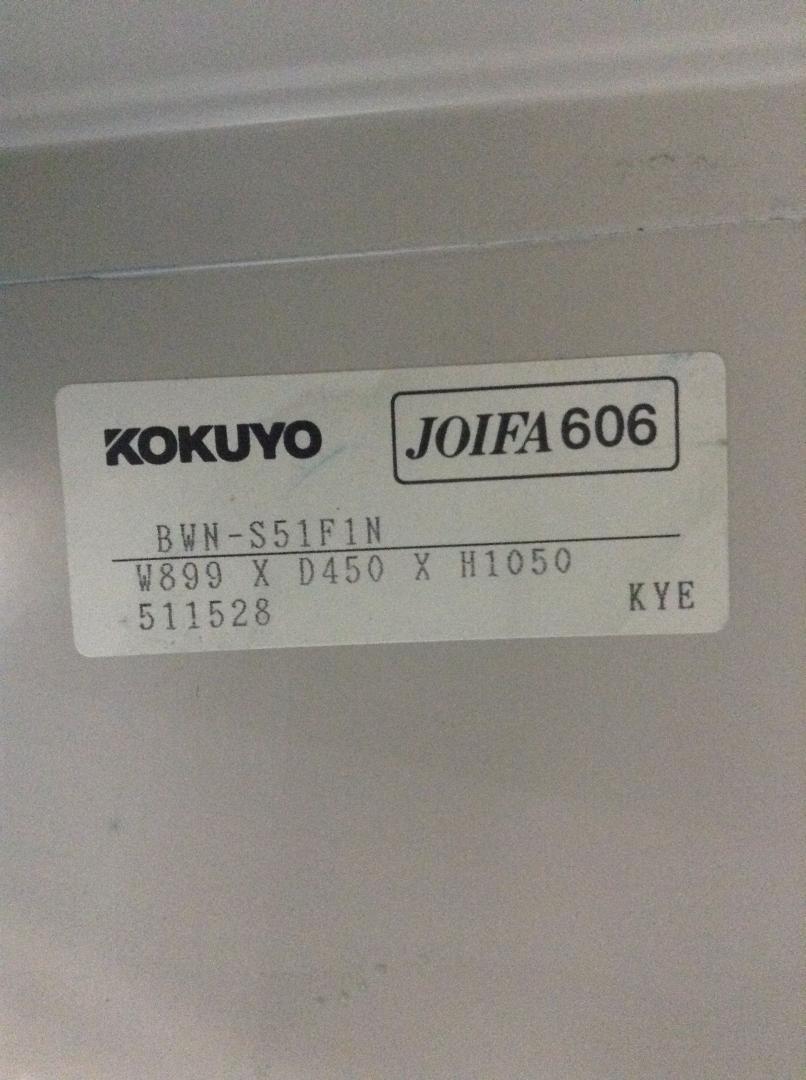 KOKUYO JOIFA 606
BWN-S51F1N
W899 X D450 X H1050
511528 KYE